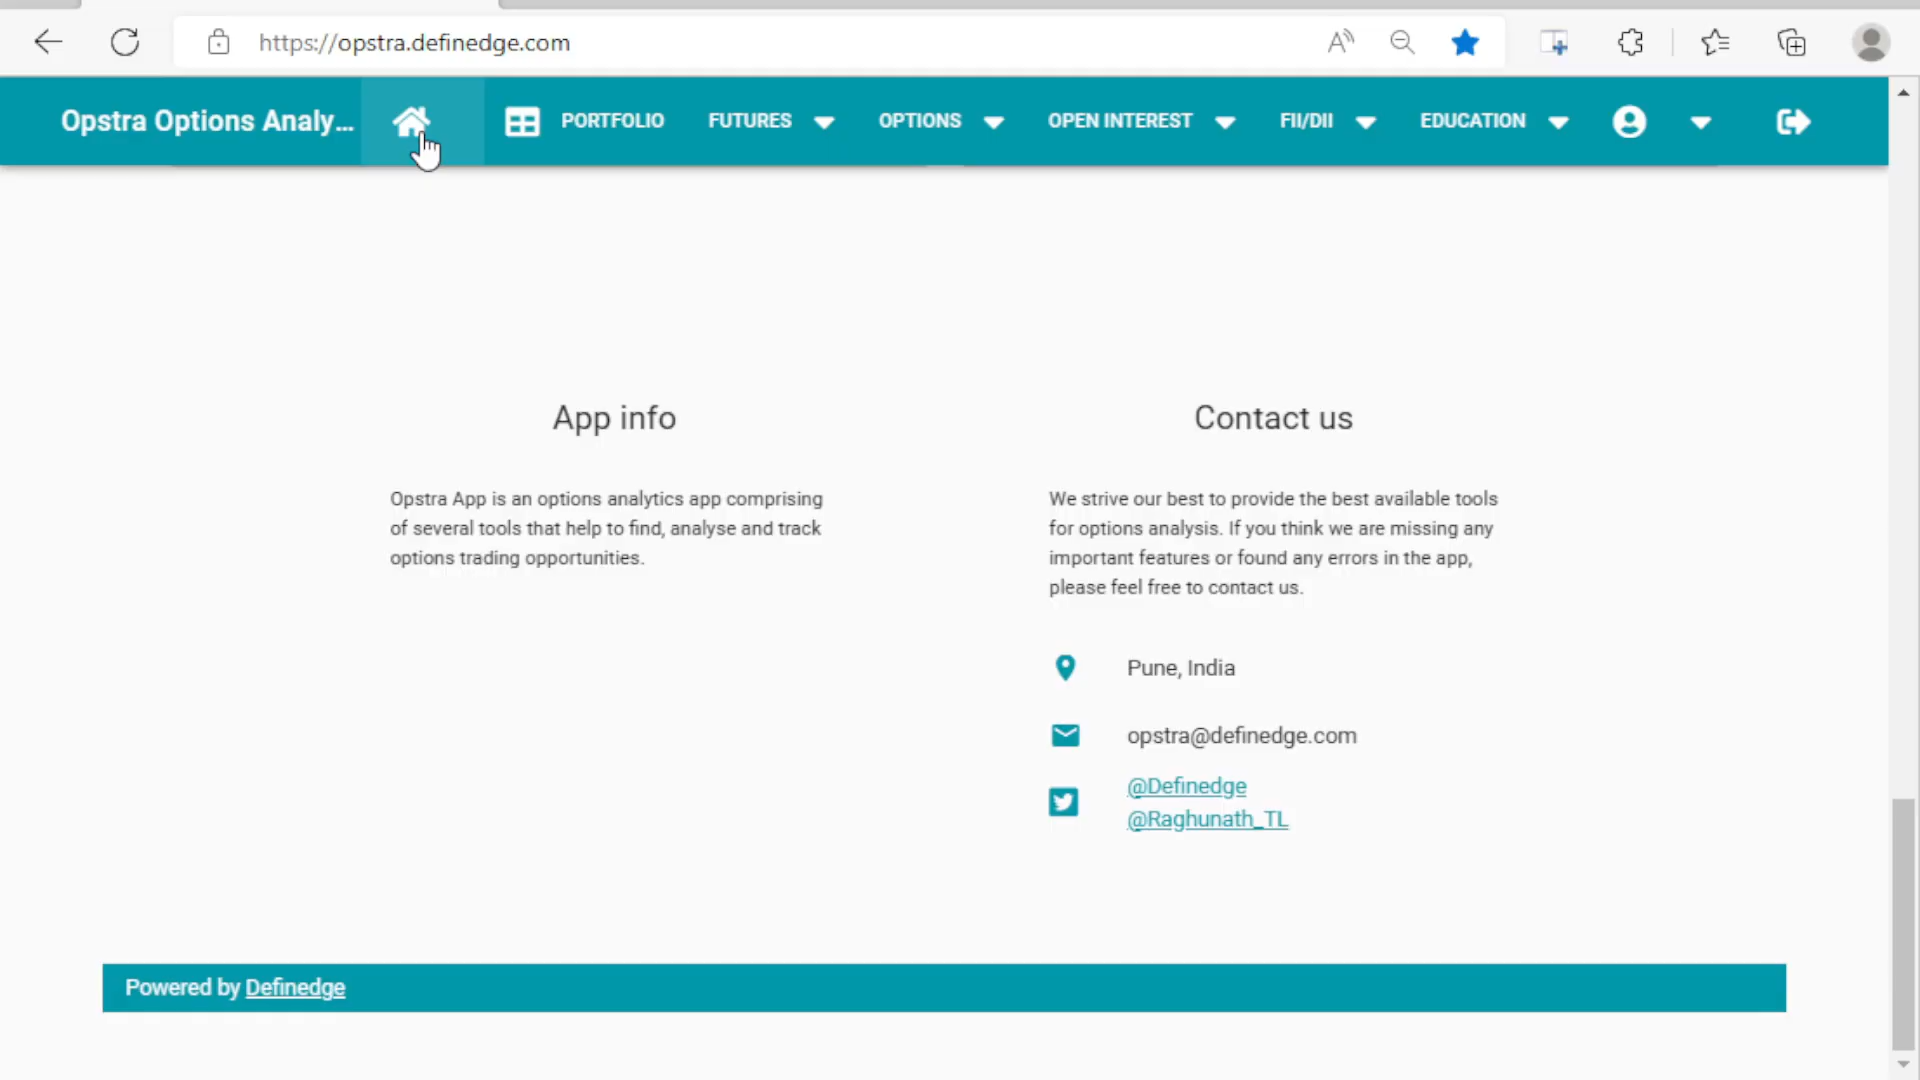 https://opstra.definedge.com
Opstra Options Analy...
PORTFOLIO
FUTURES
OPTIONS
OPEN INTEREST
FII/DII
EDUCATION
App info
Opstra App is an options analytics app comprising
of several tools that help to find, analyse and track
options trading opportunities.
Contact us
We strive our best to provide the best available tools
for options analysis. If you think we are missing any
important features or found any errors in the app,
please feel free to contact us.
Pune, India
opstra@definedge.com
@Definedge
@Raghunath_TL
Powered by Definedge